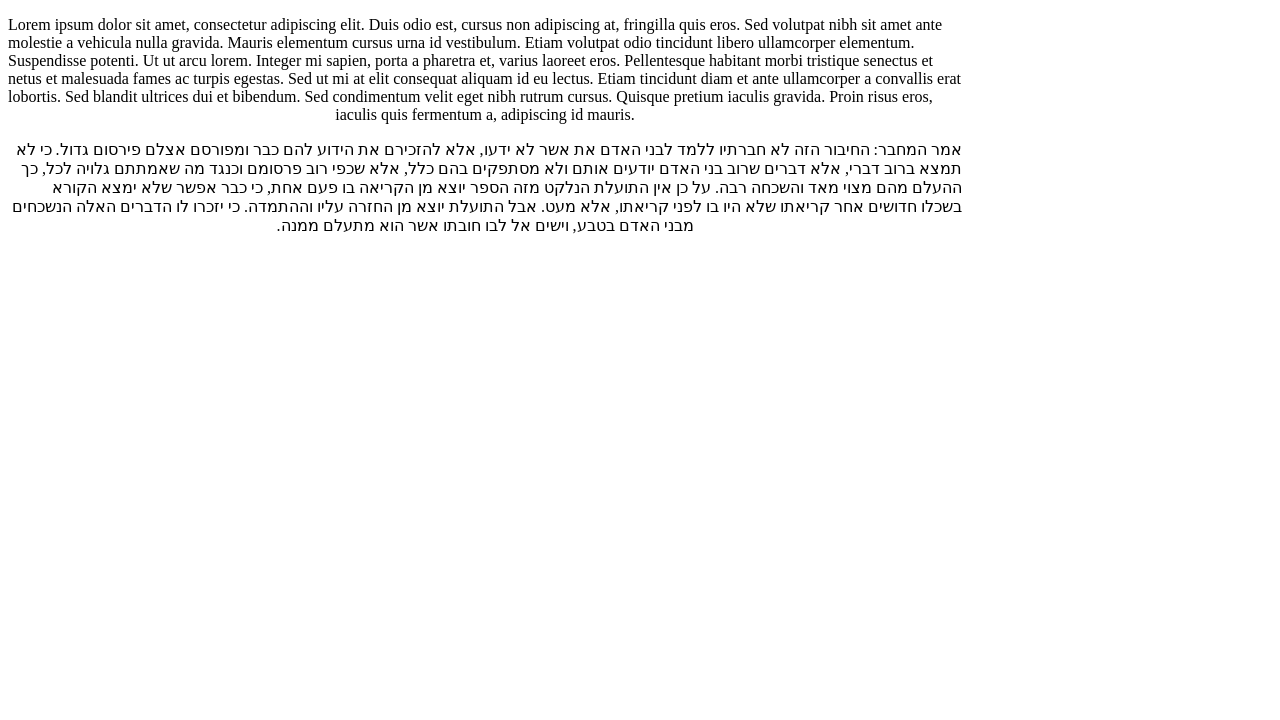 Lorem ipsum dolor sit amet, consectetur adipiscing elit. Duis odio est, cursus non adipiscing at, fringilla quis eros. Sed volutpat nibh sit amet ante
molestie a vehicula nulla gravida. Mauris elementum cursus urna id vestibulum. Etiam volutpat odio tincidunt libero ullamcorper elementum.
Suspendisse potenti. Ut ut arcu lorem. Integer mi sapien, porta a pharetra et, varius laoreet eros. Pellentesque habitant morbi tristique senectus et
netus et malesuada fames ac turpis egestas. Sed ut mi at elit consequat aliquam id eu lectus. Etiam tincidunt diam et ante ullamcorper a convallis erat
lobortis. Sed blandit ultrices dui et bibendum. Sed condimentum velit eget nibh rutrum cursus. Quisque pretium iaculis gravida. Proin risus eros,
iaculis quis fermentum a, adipiscing id mauris.
אמר המחבר: החיבור הזה לא חברתיו ללמד לבני האדם את אשר לא ידעו, אלא להזכירם את הידוע להם כבר ומפורסם אצלם פירסום גדול. כי לא
תמצא ברוב דברי, אלא דברים שרוב בני האדם יודעים אותם ולא מסתפקים בהם כלל, אלא שכפי רוב פרסומם וכנגד מה שאמתתם גלויה לכל, כך
ההעלם מהם מצוי מאד והשכחה רבה. על כן אין התועלת הנלקט מזה הספר יוצא מן הקריאה בו פעם אחת, כי כבר אפשר שלא ימצא הקורא
בשכלו חדושים אחר קריאתו שלא היו בו לפני קריאתו, אלא מעט. אבל התועלת יוצא מן החזרה עליו וההתמדה. כי יזכרו לו הדברים האלה הנשכחים
מבני האדם בטבע, וישים אל לבו חובתו אשר הוא מתעלם ממנה.